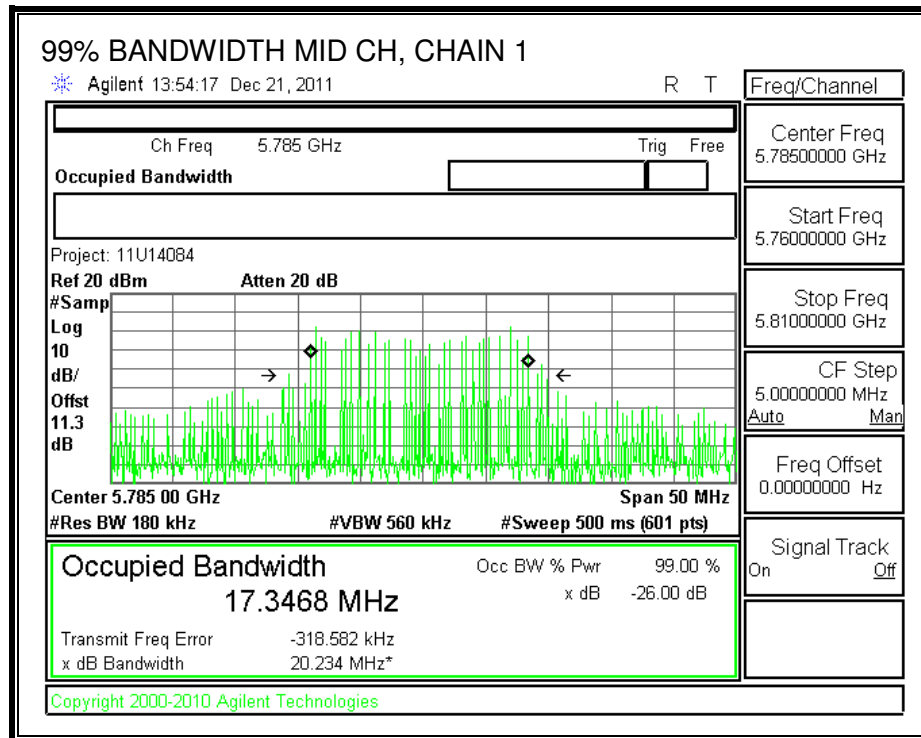 99% BANDWIDTH MID CH, CHAIN 1
Agilent 13:54:17 Dec 21, 2011 R T
Freq/Channel
Ch Freq 5.785 GHz Trig Free
Occupied Bandwidth
Center Freq
5.78500000 GHz
Start Freq
5.76000000 GHz
Stop Freq
5.81000000 GHz
CF Step
5.00000000 MHz
Auto Man
Freq Offset
0.00000000 Hz
Signal Track
On Off
Project: 11U14084
Ref 20 dBm Atten 20 dB
#Samp
Log
10
dB/
Offst
11.3
dB
Center 5.785 00 GHz Span 50 MHz
#Res BW 180 kHz #VBW 560 kHz #Sweep 500 ms (601 pts)
Occupied Bandwidth
17.3468 MHz
Occ BW % Pwr 99.00 %
x dB -26.00 dB
Transmit Freq Error -318.582 kHz
x dB Bandwidth 20.234 MHz*
Copyright 2000-2010 Agilent Technologies